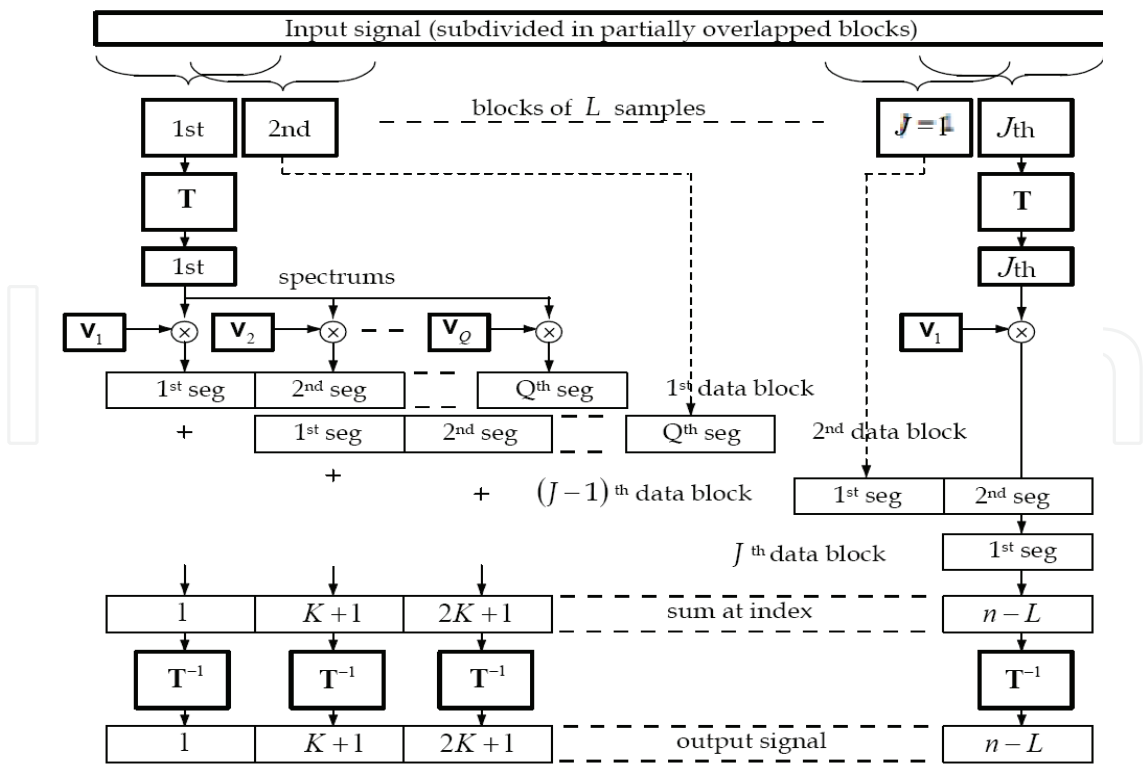 Input signal (subdivided in partially overlapped blocks)
1st 2nd blocks of L samples J = 1 Jth
T T
1st Jth
spectrums
V₁ × V₂ × V_Q × V₁ ×
1ˢᵗ seg 2ⁿᵈ seg Qᵗʰ seg 1ˢᵗ data block
+ 1ˢᵗ seg 2ⁿᵈ seg Qᵗʰ seg 2ⁿᵈ data block
+
+ (J−1)ᵗʰ data block 1ˢᵗ seg 2ⁿᵈ seg
Jᵗʰ data block 1ˢᵗ seg
1 K+1 2K+1 sum at index n−L
T⁻¹ T⁻¹ T⁻¹ T⁻¹
1 K+1 2K+1 output signal n−L